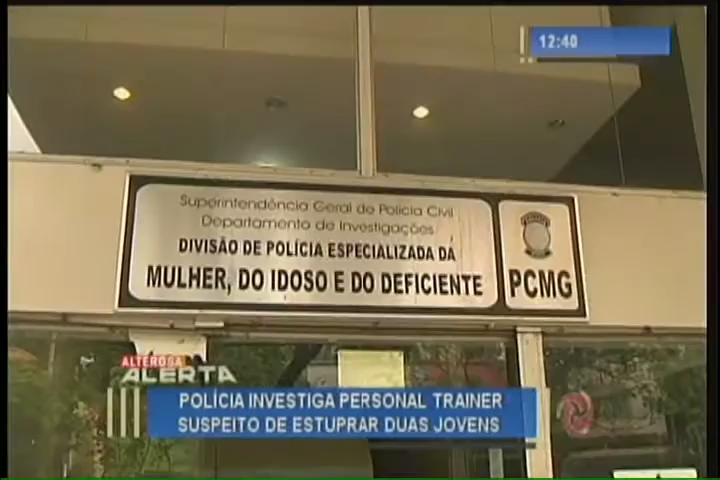 12:40
Superintendência Geral de Polícia Civil
Departamento de Investigações
DIVISÃO DE POLÍCIA ESPECIALIZADA DA
MULHER, DO IDOSO E DO DEFICIENTE
PCMG
ALTEROSA
ALERTA
POLÍCIA INVESTIGA PERSONAL TRAINER
SUSPEITO DE ESTUPRAR DUAS JOVENS